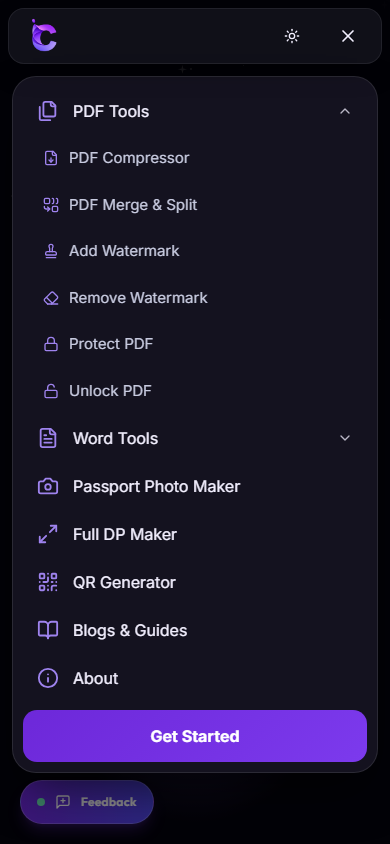 PDF Tools
PDF Compressor
PDF Merge & Split
Add Watermark
Remove Watermark
Protect PDF
Unlock PDF
Word Tools
Passport Photo Maker
Full DP Maker
QR Generator
Blogs & Guides
About
Get Started
Feedback